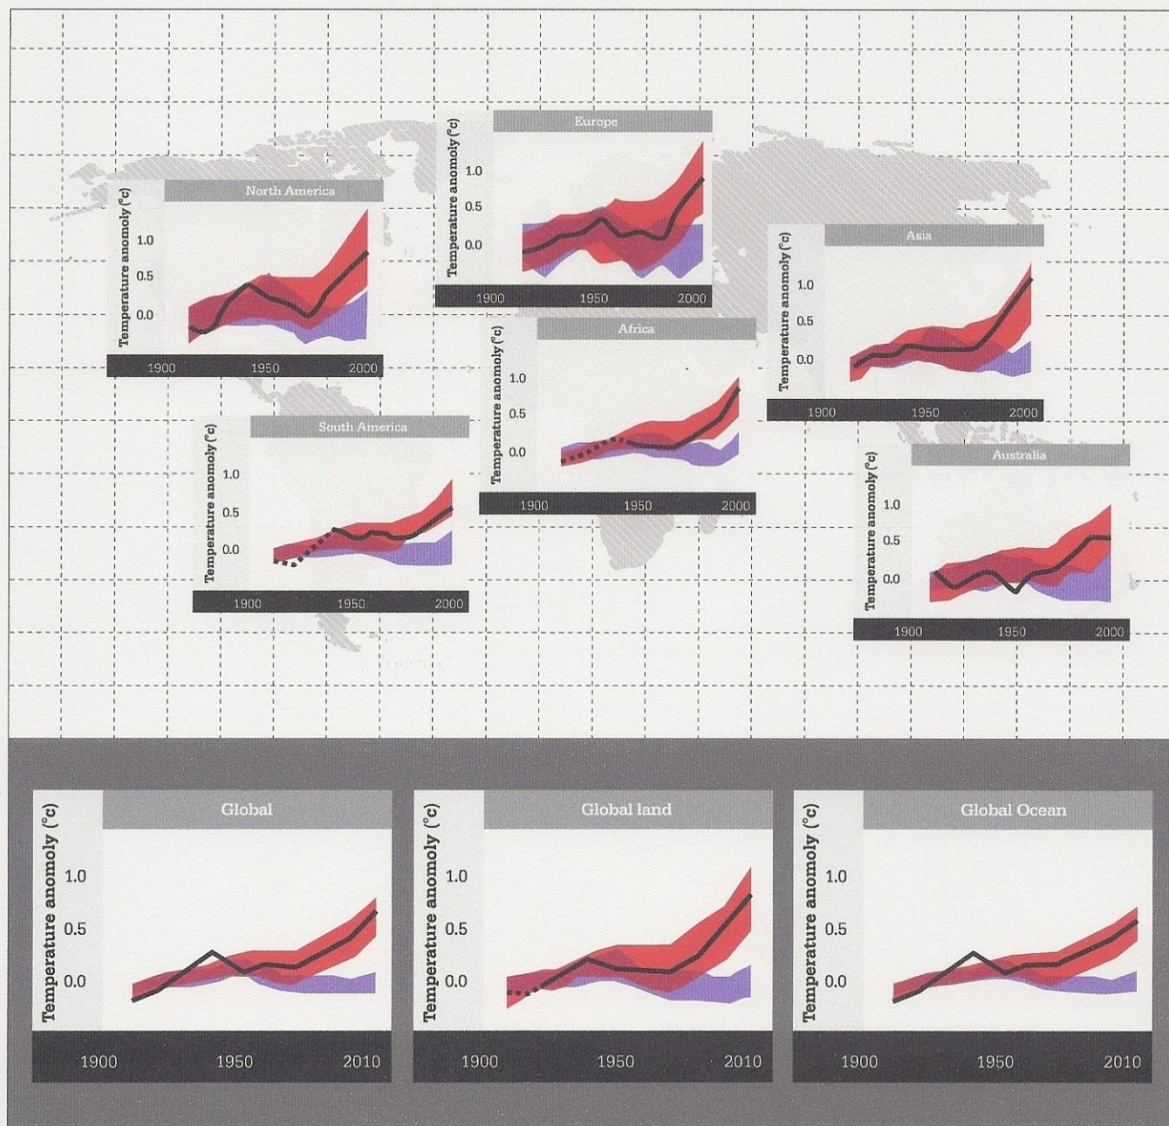 Europe
Temperature anomoly (°c)
1.0
0.5
0.0
1900 1950 2000
North America
Temperature anomoly (°c)
1.0
0.5
0.0
1900 1950 2000
Asia
Temperature anomoly (°c)
1.0
0.5
0.0
1900 1950 2000
Africa
Temperature anomoly (°c)
1.0
0.5
0.0
1900 1950 2000
South America
Temperature anomoly (°c)
1.0
0.5
0.0
1900 1950 2000
Australia
Temperature anomoly (°c)
1.0
0.5
0.0
1900 1950 2000
Global
Temperature anomoly (°c)
1.0
0.5
0.0
1900 1950 2010
Global land
Temperature anomoly (°c)
1.0
0.5
0.0
1900 1950 2010
Global Ocean
Temperature anomoly (°c)
1.0
0.5
0.0
1900 1950 2010